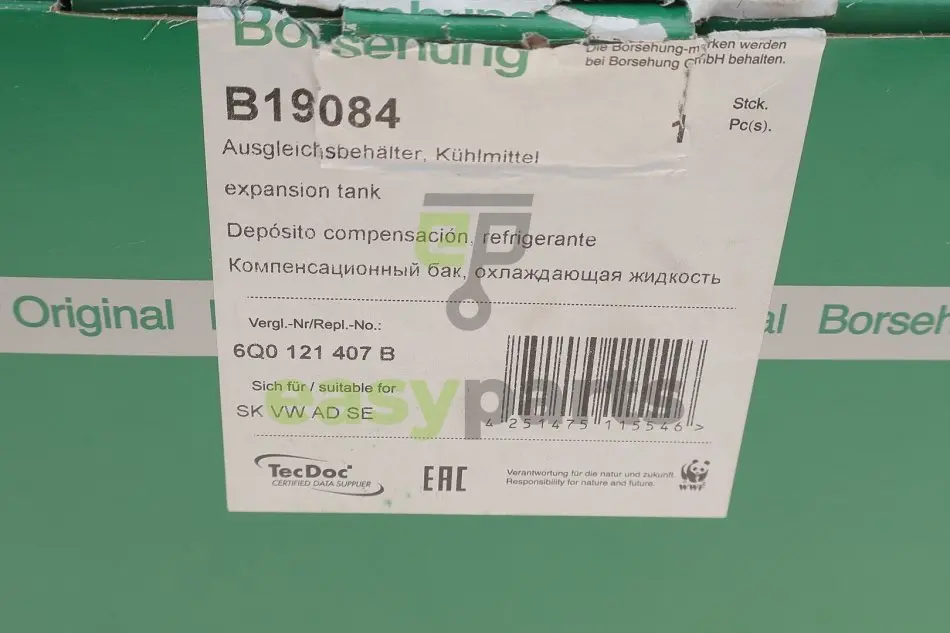 Borsehung
Die Borsehung-marken werden
bei Borsehung GmbH behalten.
B19084
1
Stck.
Pc(s).
Ausgleichsbehälter, Kühlmittel
expansion tank
Depósito compensación, refrigerante
Компенсационный бак, охлаждающая жидкость
Original
al Borseh
Vergl.-Nr/Repl.-No.:
6Q0 121 407 B
Sich für / suitable for
SK VW AD SE
easyparts
4 251475 115546 >
TecDoc
CERTIFIED DATA SUPPLIER
EAC
Verantwortung für die natur und zukunft.
Responsibility for nature and future.
WWF